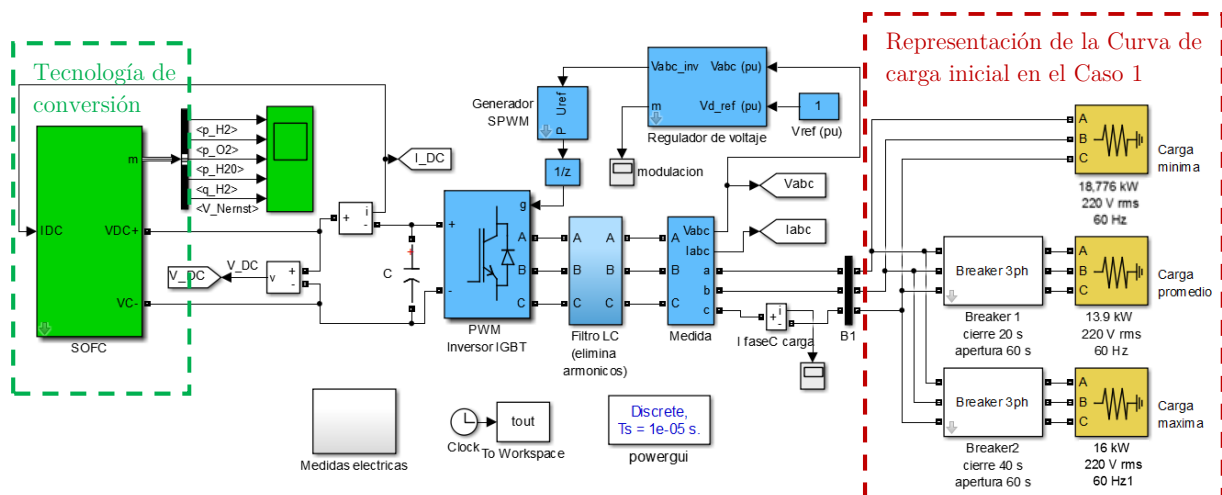 Tecnología de
conversión
Representación de la Curva de
carga inicial en el Caso 1
m
IDC
VDC+
VC-
SOFC
<p_H2>
<p_O2>
<p_H20>
<q_H2>
<V_Nernst>
I_DC
V_DC
V_DC
v
+
-
+
i
-
C
+
Generador
SPWM
Uref
P
1/z
Vabc_inv
Vabc (pu)
m
Vd_ref (pu)
Regulador de voltaje
1
Vref (pu)
modulacion
g
+
-
A
B
C
PWM
Inversor IGBT
A
B
C
A
B
C
Filtro LC
(elimina
armonicos)
Vabc
Iabc
A
B
C
a
b
c
Medida
Vabc
Iabc
+
i
-
I faseC carga
B1
A
B
C
Carga
minima
18,776 kW
220 V rms
60 Hz
Breaker 3ph
Breaker 1
cierre 20 s
apertura 60 s
A
B
C
Carga
promedio
13.9 kW
220 V rms
60 Hz
Breaker 3ph
Breaker2
cierre 40 s
apertura 60 s
A
B
C
Carga
maxima
16 kW
220 V rms
60 Hz1
Medidas electricas
Clock
tout
To Workspace
Discrete,
Ts = 1e-05 s.
powergui